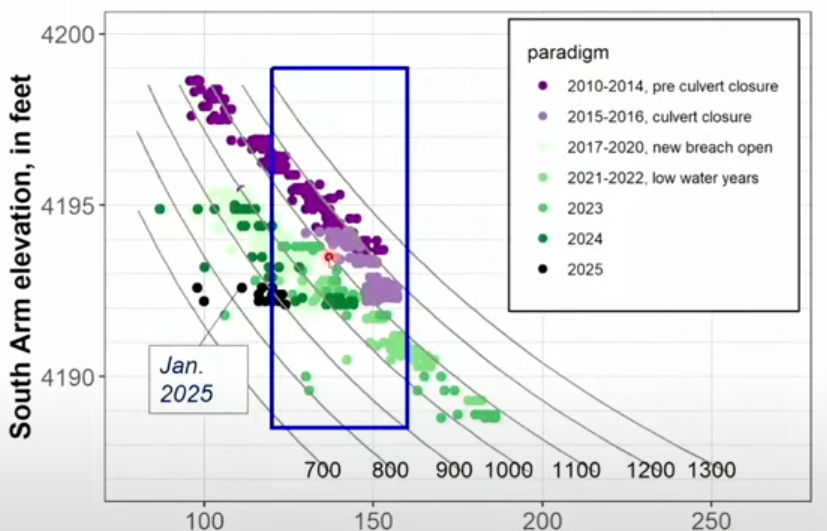 South Arm elevation, in feet
4200
4195
4190
paradigm
2010-2014, pre culvert closure
2015-2016, culvert closure
2017-2020, new breach open
2021-2022, low water years
2023
2024
2025
Jan.
2025
700 800 900 1000 1100 1200 1300
100 150 200 250